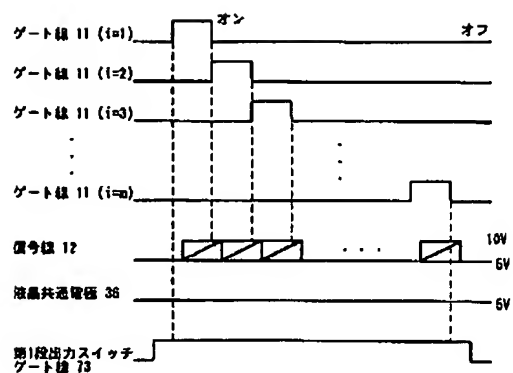 ゲート線 11 (i=1)
オン
オフ
ゲート線 11 (i=2)
ゲート線 11 (i=3)
ゲート線 11 (i=m)
信号線 12
10V
6V
液晶共通電極 36
6V
第1段出力スイッチ
ゲート線 73